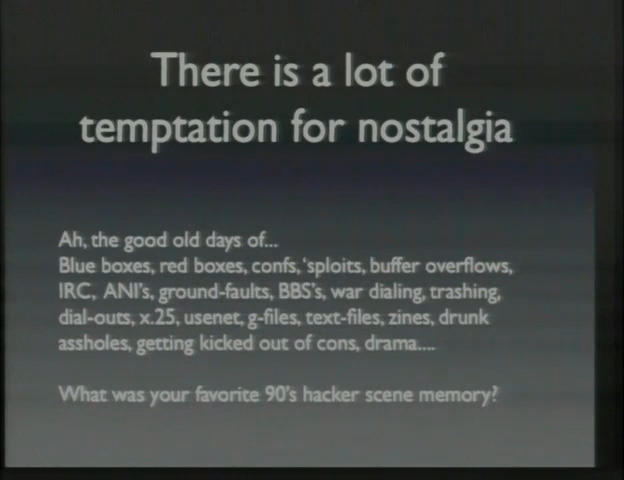 There is a lot of
temptation for nostalgia
Ah, the good old days of...
Blue boxes, red boxes, confs, 'sploits, buffer overflows,
IRC, ANI's, ground-faults, BBS's, war dialing, trashing,
dial-outs, x.25, usenet, g-files, text-files, zines, drunk
assholes, getting kicked out of cons, drama....
What was your favorite 90's hacker scene memory?